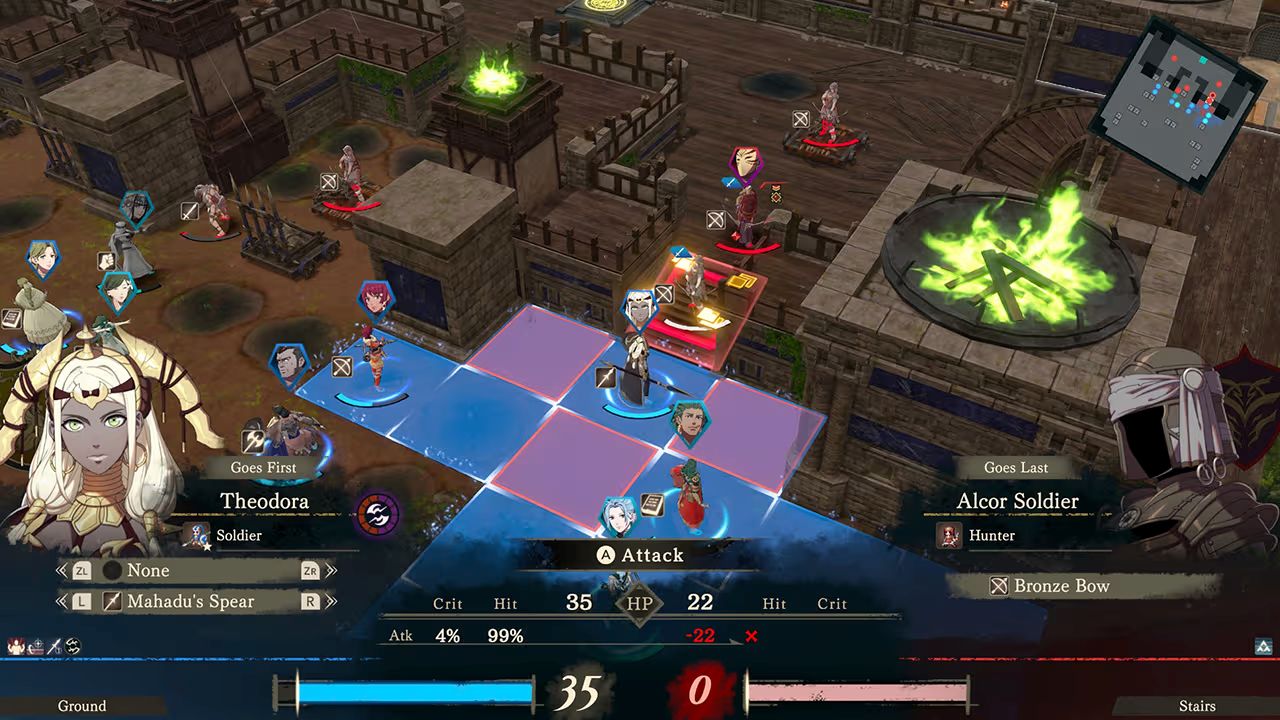 Goes First
Theodora
Soldier
ZL None ZR
L Mahadu's Spear R
A Attack
Crit Hit 35 HP 22 Hit Crit
Atk 4% 99% -22
Goes Last
Alcor Soldier
Hunter
Bronze Bow
35 0
Ground
Stairs